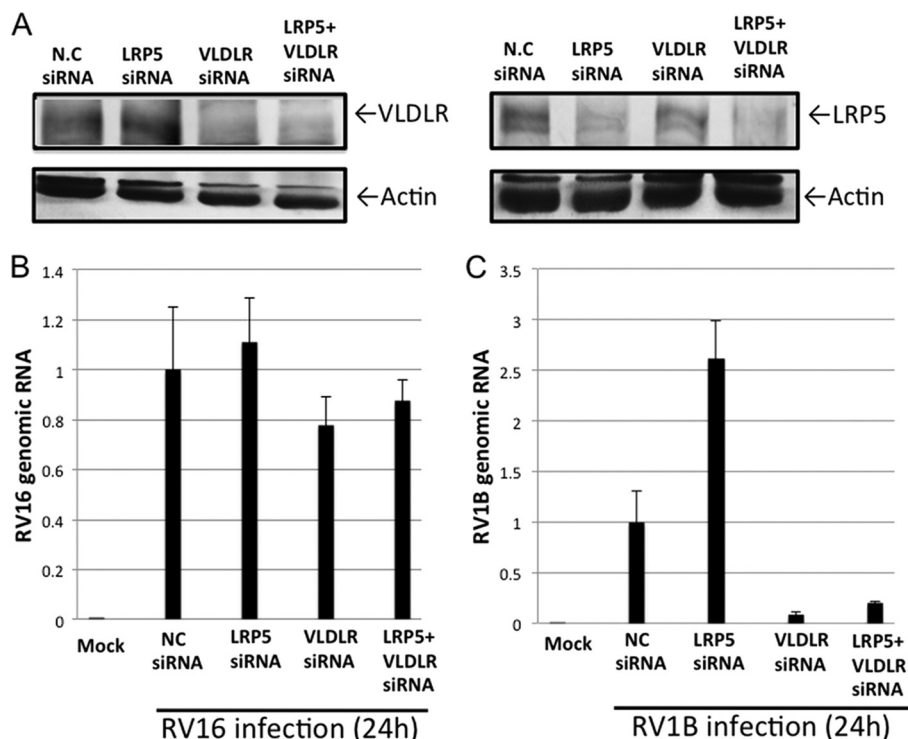 A
N.C
siRNA
LRP5
siRNA
VLDLR
siRNA
LRP5+
VLDLR
siRNA
←VLDLR
←Actin
N.C
siRNA
LRP5
siRNA
VLDLR
siRNA
LRP5+
VLDLR
siRNA
←LRP5
←Actin
B
RV16 genomic RNA
1.4
1.2
1
0.8
0.6
0.4
0.2
0
Mock
NC
siRNA
LRP5
siRNA
VLDLR
siRNA
LRP5+
VLDLR
siRNA
RV16 infection (24h)
C
RV1B genomic RNA
3.5
3
2.5
2
1.5
1
0.5
0
Mock
NC
siRNA
LRP5
siRNA
VLDLR
siRNA
LRP5+
VLDLR
siRNA
RV1B infection (24h)